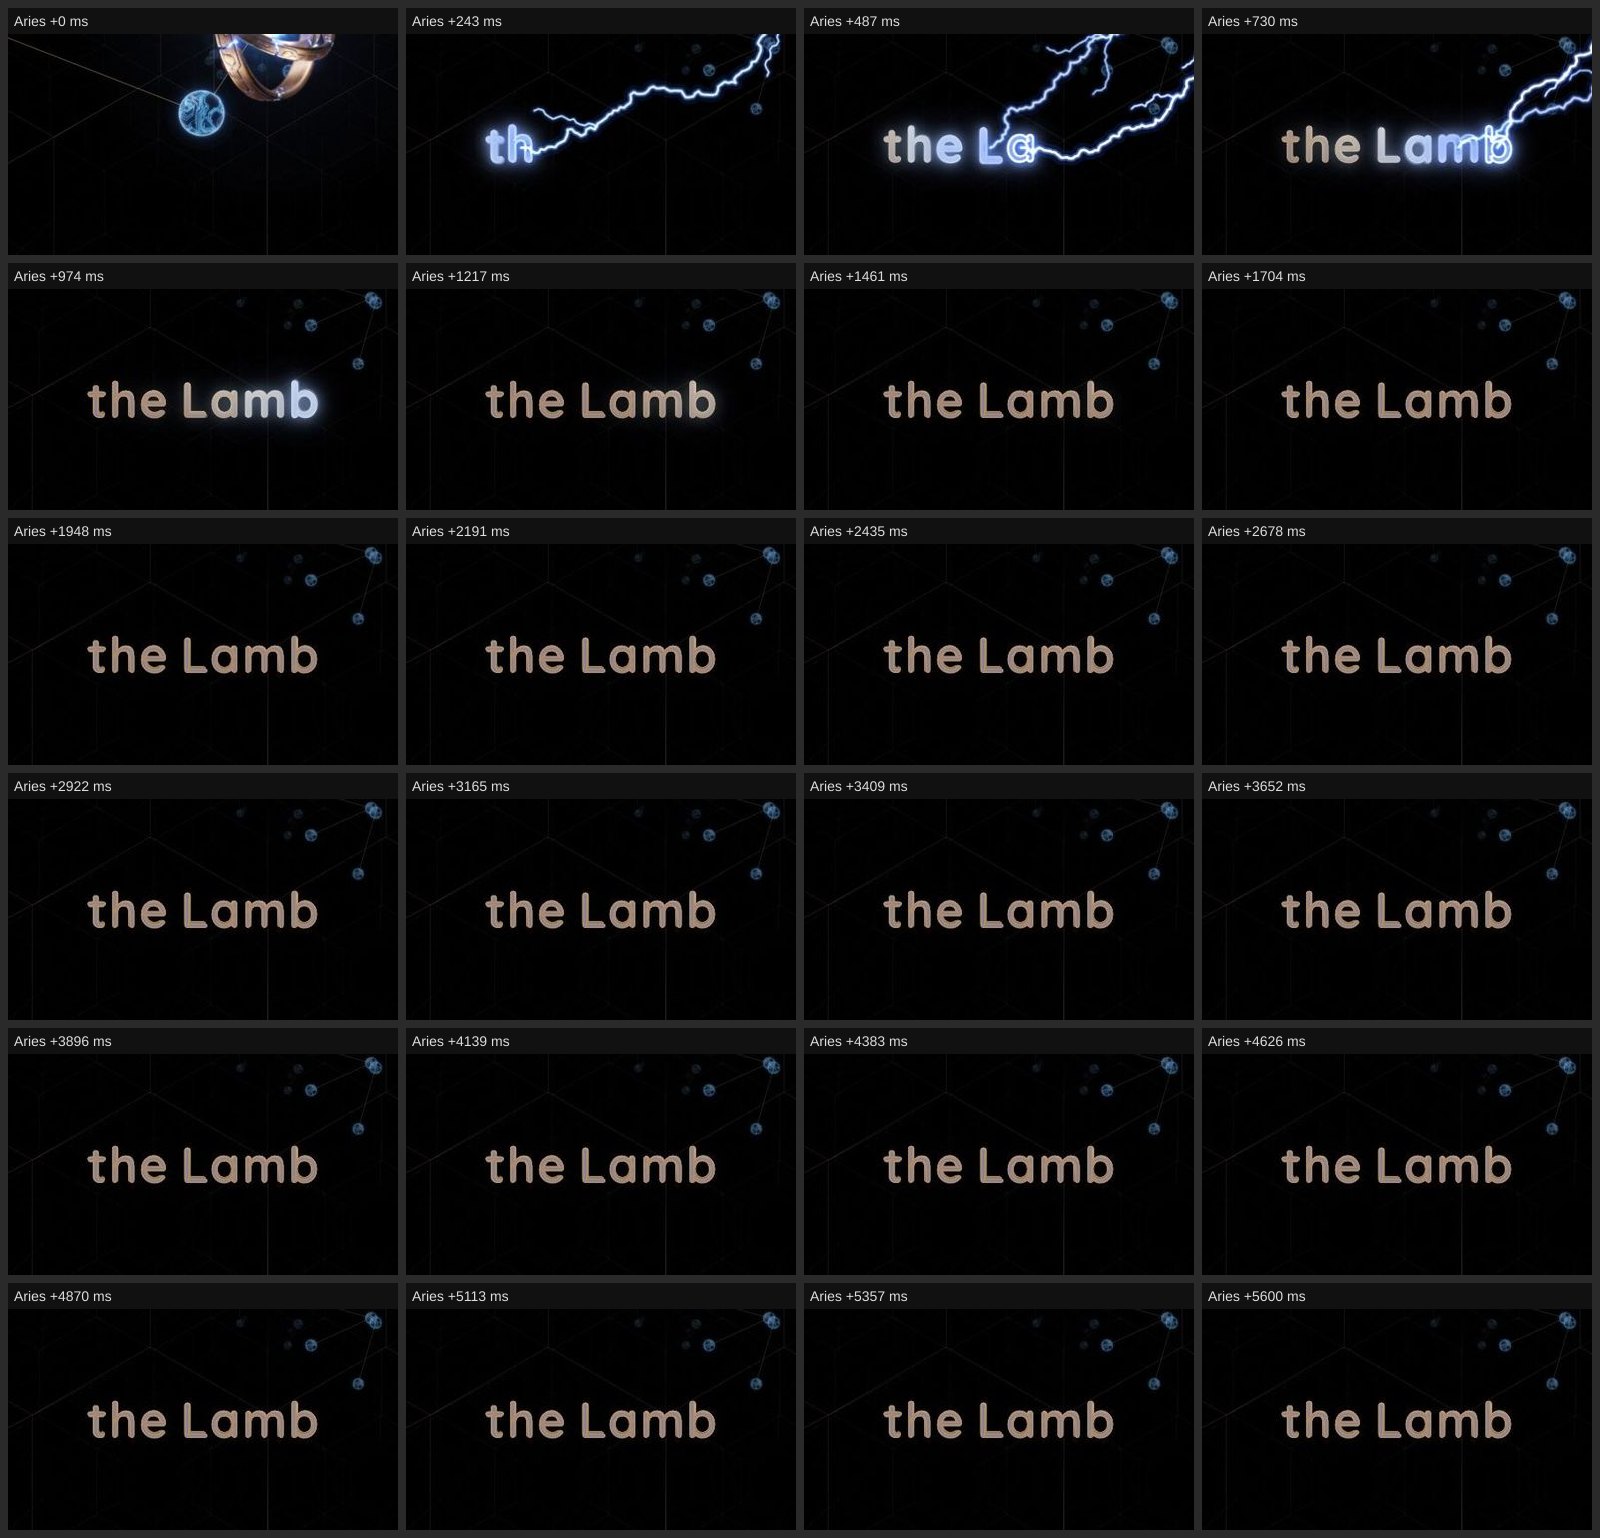 Aries +0 ms
Aries +243 ms
Aries +487 ms
Aries +730 ms
th
the La
the Lamb
Aries +974 ms
Aries +1217 ms
Aries +1461 ms
Aries +1704 ms
the Lamb
the Lamb
the Lamb
the Lamb
Aries +1948 ms
Aries +2191 ms
Aries +2435 ms
Aries +2678 ms
the Lamb
the Lamb
the Lamb
the Lamb
Aries +2922 ms
Aries +3165 ms
Aries +3409 ms
Aries +3652 ms
the Lamb
the Lamb
the Lamb
the Lamb
Aries +3896 ms
Aries +4139 ms
Aries +4383 ms
Aries +4626 ms
the Lamb
the Lamb
the Lamb
the Lamb
Aries +4870 ms
Aries +5113 ms
Aries +5357 ms
Aries +5600 ms
the Lamb
the Lamb
the Lamb
the Lamb